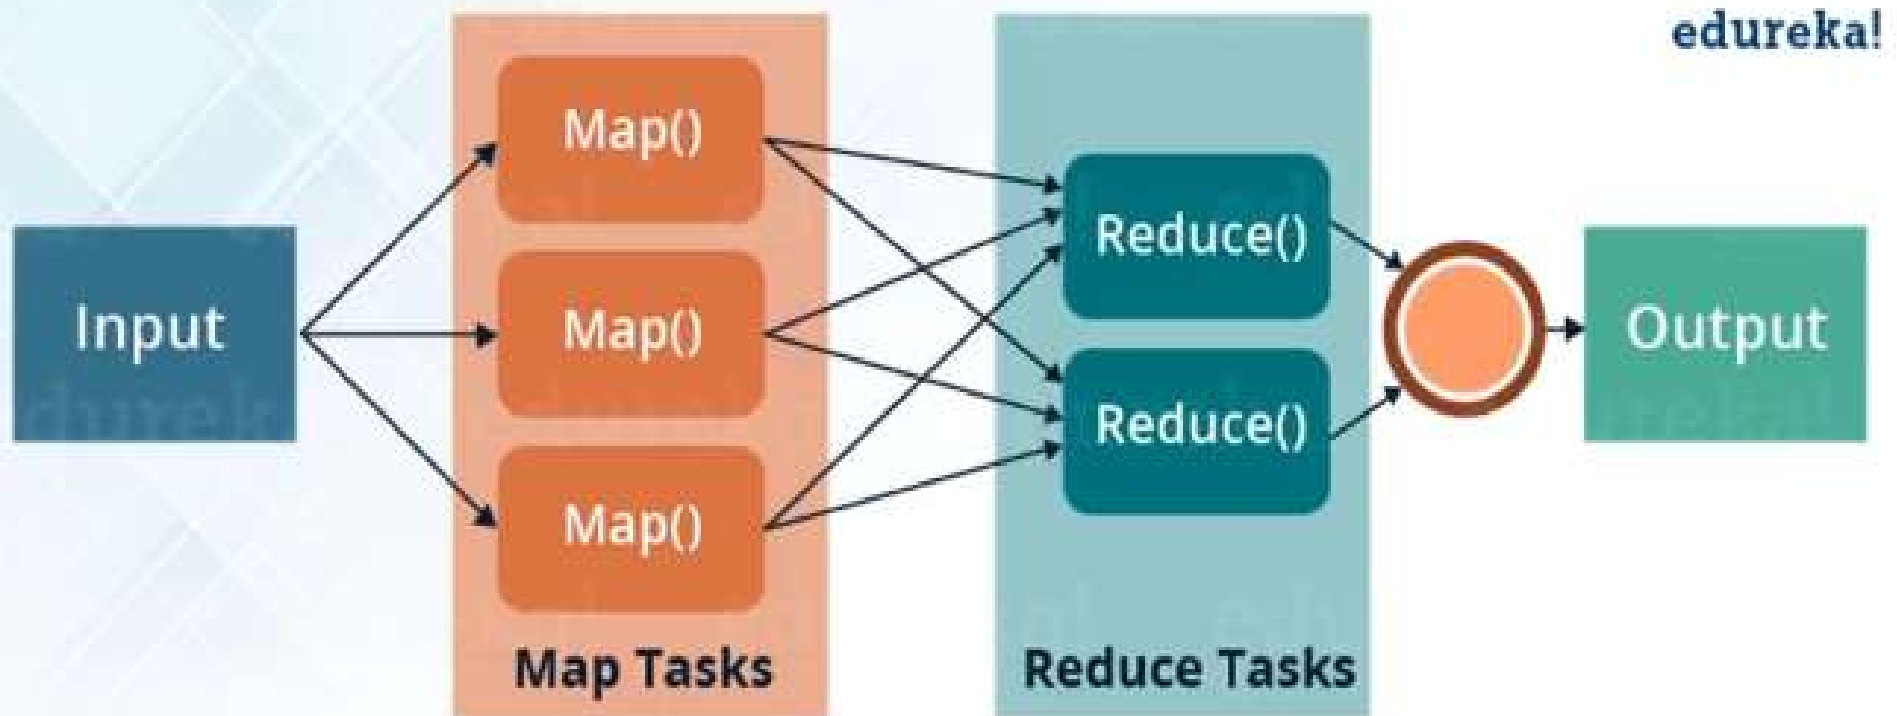 edureka!
Input
Map()
Map()
Map()
Map Tasks
Reduce()
Reduce()
Reduce Tasks
Output